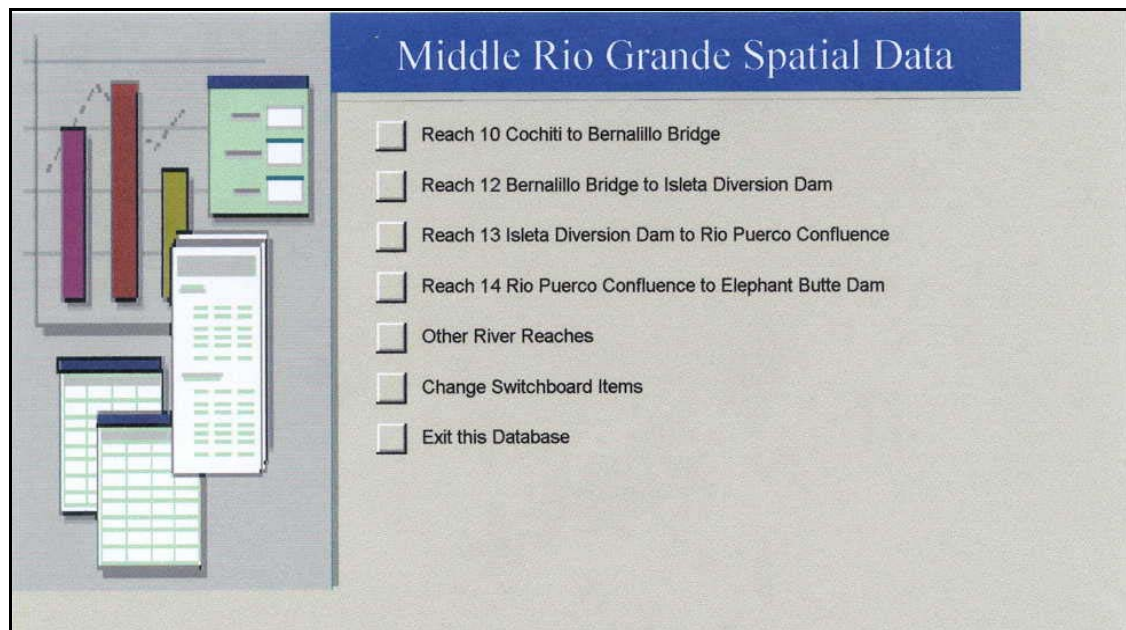 Middle Rio Grande Spatial Data
Reach 10 Cochiti to Bernalillo Bridge
Reach 12 Bernalillo Bridge to Isleta Diversion Dam
Reach 13 Isleta Diversion Dam to Rio Puerco Confluence
Reach 14 Rio Puerco Confluence to Elephant Butte Dam
Other River Reaches
Change Switchboard Items
Exit this Database